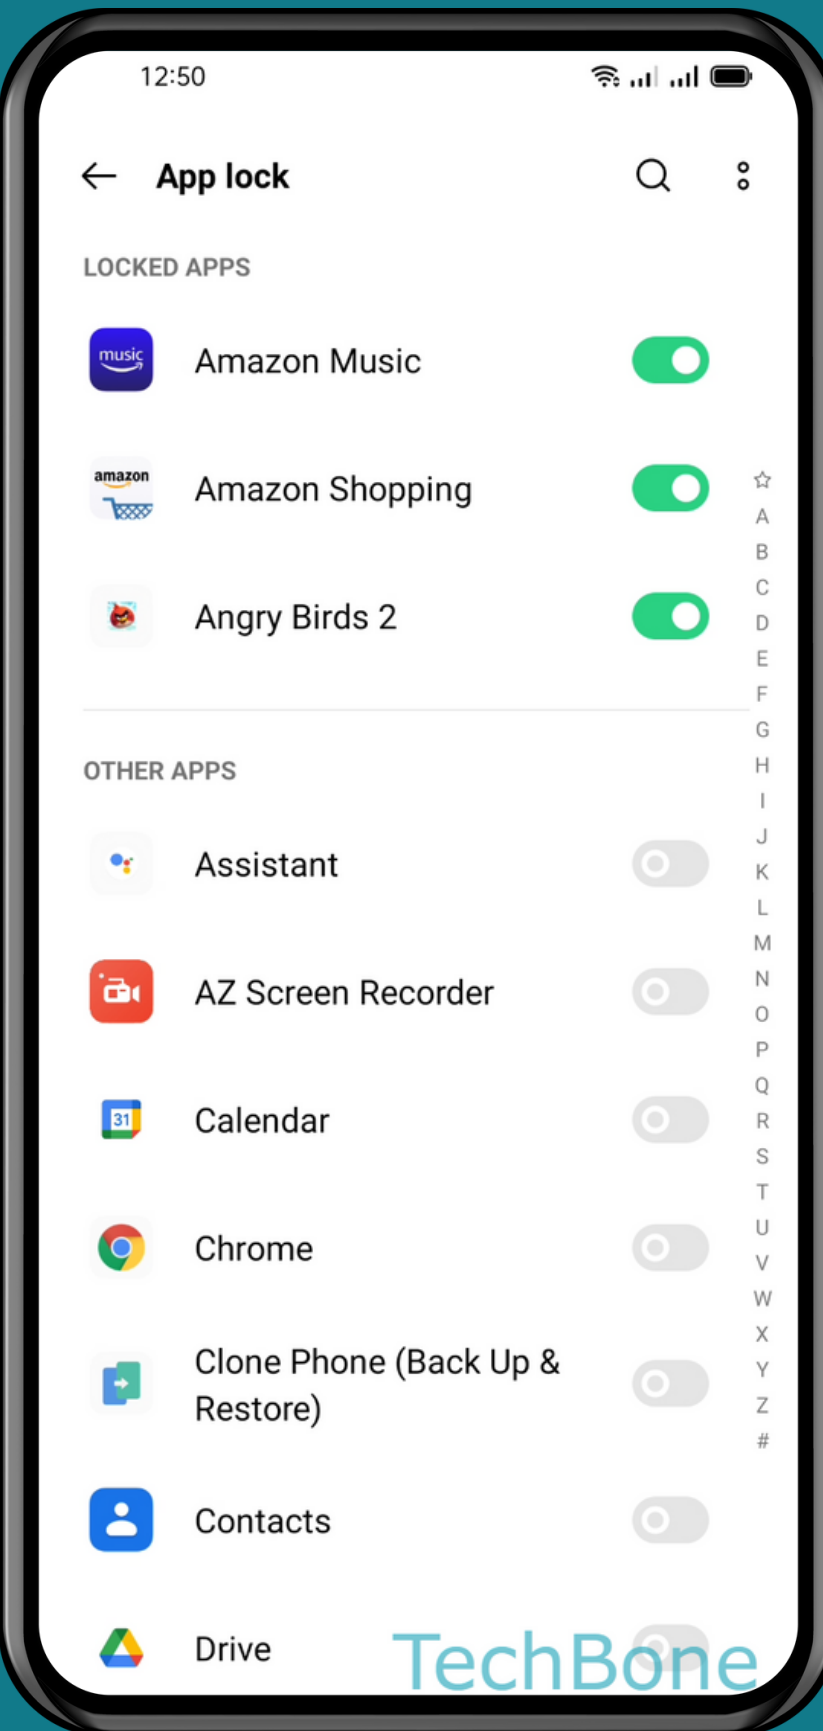 12:50
App lock
LOCKED APPS
music
Amazon Music
amazon
Amazon Shopping
Angry Birds 2
☆
A
B
C
D
E
F
G
H
I
J
K
L
M
N
O
P
Q
R
S
T
U
V
W
X
Y
Z
#
OTHER APPS
Assistant
AZ Screen Recorder
31
Calendar
Chrome
Clone Phone (Back Up &
Restore)
Contacts
Drive
TechBone